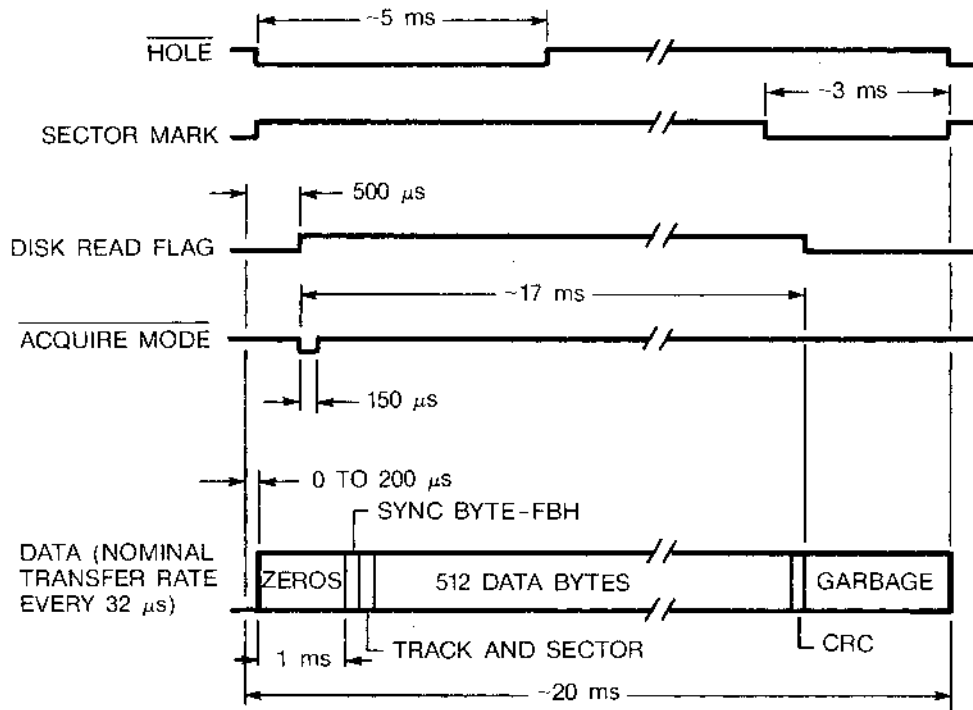 ~5 ms
HOLE
~3 ms
SECTOR MARK
500 μs
DISK READ FLAG
~17 ms
ACQUIRE MODE
150 μs
0 TO 200 μs
SYNC BYTE-FBH
DATA (NOMINAL
TRANSFER RATE
EVERY 32 μs)
ZEROS
512 DATA BYTES
GARBAGE
TRACK AND SECTOR
CRC
1 ms
~20 ms